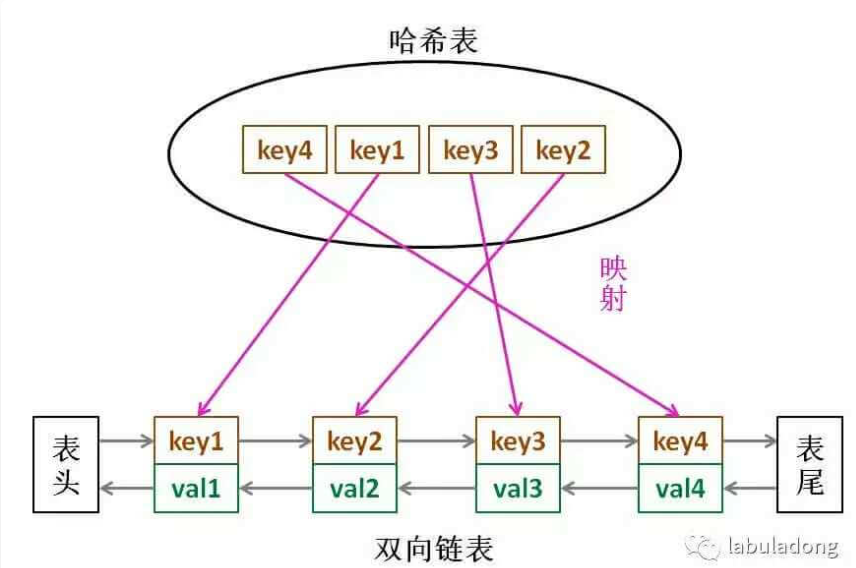 哈希表
key4 key1 key3 key2
映
射
表
头
key1 key2 key3 key4
val1 val2 val3 val4
表
尾
双向链表
labuladong